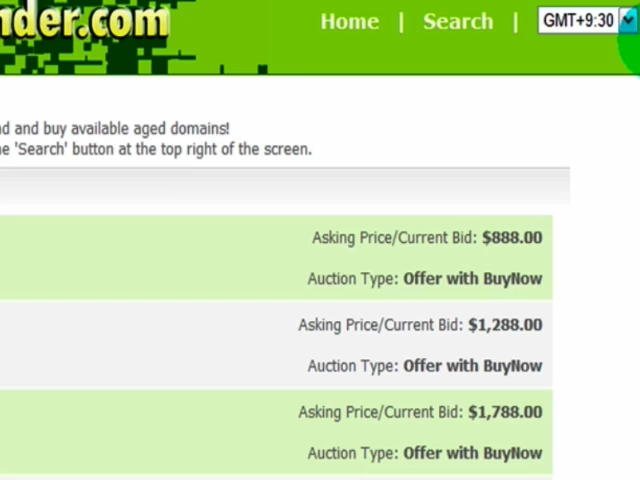 nder.com
Home | Search | GMT+9:30
nd and buy available aged domains!
e 'Search' button at the top right of the screen.
Asking Price/Current Bid: $888.00
Auction Type: Offer with BuyNow
Asking Price/Current Bid: $1,288.00
Auction Type: Offer with BuyNow
Asking Price/Current Bid: $1,788.00
Auction Type: Offer with BuyNow